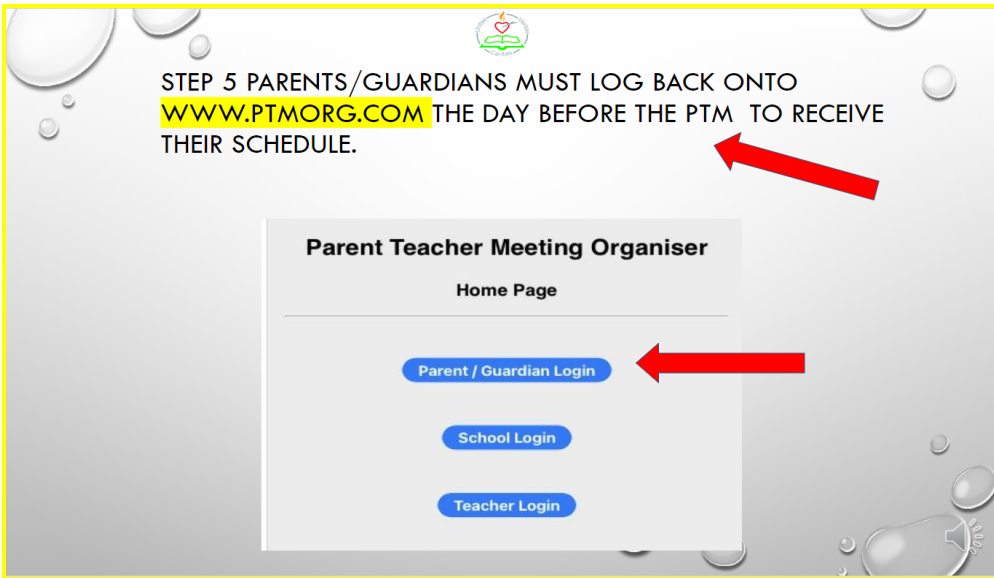 STEP 5 PARENTS/GUARDIANS MUST LOG BACK ONTO
WWW.PTMORG.COM THE DAY BEFORE THE PTM TO RECEIVE
THEIR SCHEDULE.
Parent Teacher Meeting Organiser
Home Page
Parent / Guardian Login
School Login
Teacher Login